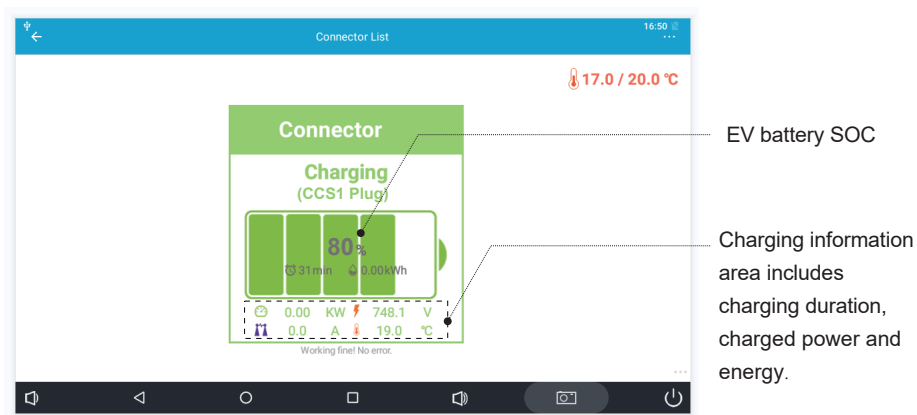 16:50
Connector List
17.0 / 20.0 ℃
Connector
Charging
(CCS1 Plug)
80%
31min 0.00kWh
0.00 KW 748.1 V
0.0 A 19.0 ℃
Working fine! No error.
EV battery SOC
Charging information
area includes
charging duration,
charged power and
energy.